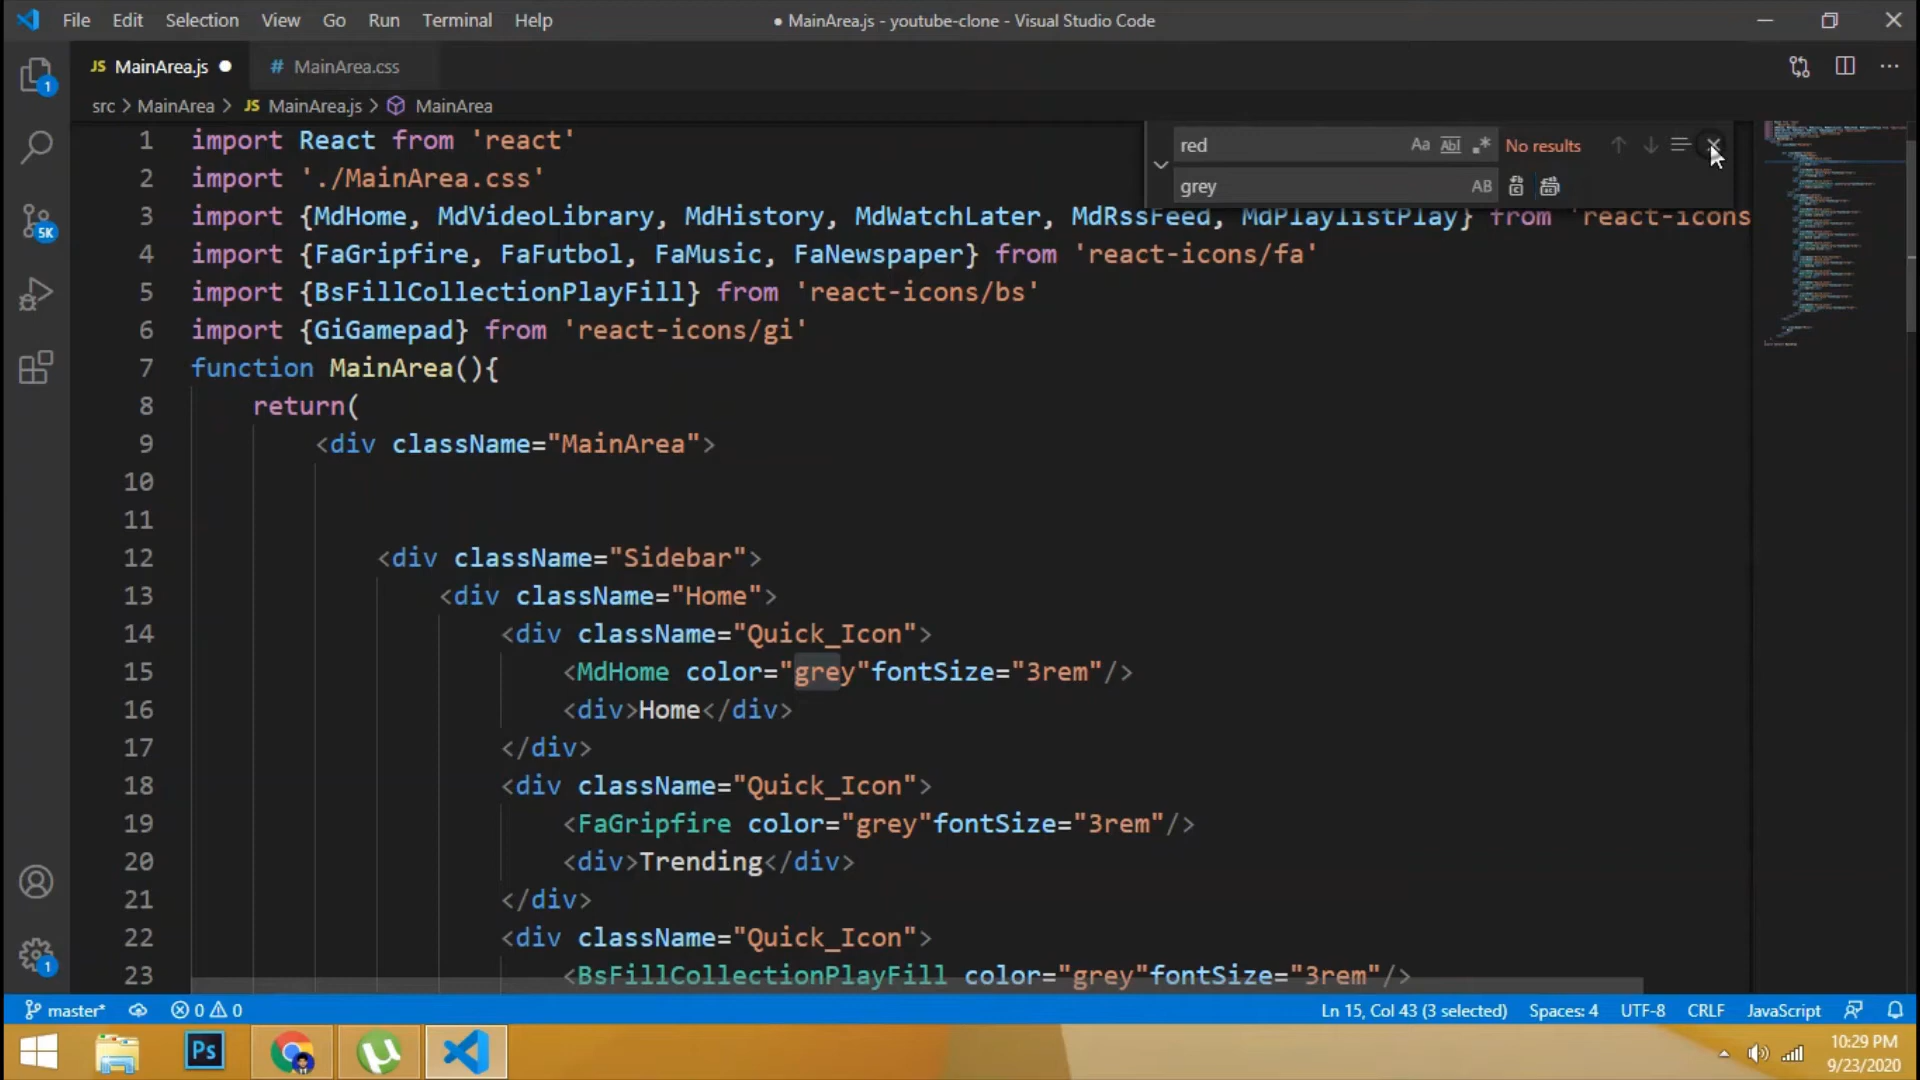 File Edit Selection View Go Run Terminal Help ● MainArea.js - youtube-clone - Visual Studio Code
JS MainArea.js ● # MainArea.css
src > MainArea > JS MainArea.js > MainArea
red Aa Abl .* No results
grey AB
1 import React from 'react'
2 import './MainArea.css'
3 import {MdHome, MdVideoLibrary, MdHistory, MdWatchLater, MdRssFeed, MdPlaylistPlay} from 'react-icons
4 import {FaGripfire, FaFutbol, FaMusic, FaNewspaper} from 'react-icons/fa'
5 import {BsFillCollectionPlayFill} from 'react-icons/bs'
6 import {GiGamepad} from 'react-icons/gi'
7 function MainArea(){
8 return(
9 <div className="MainArea">
10
11
12 <div className="Sidebar">
13 <div className="Home">
14 <div className="Quick_Icon">
15 <MdHome color="grey"fontSize="3rem"/>
16 <div>Home</div>
17 </div>
18 <div className="Quick_Icon">
19 <FaGripfire color="grey"fontSize="3rem"/>
20 <div>Trending</div>
21 </div>
22 <div className="Quick_Icon">
23 <BsFillCollectionPlayFill color="grey"fontSize="3rem"/>
1
5K
1
master* 0 0 Ln 15, Col 43 (3 selected) Spaces: 4 UTF-8 CRLF JavaScript
Ps
10:29 PM
9/23/2020